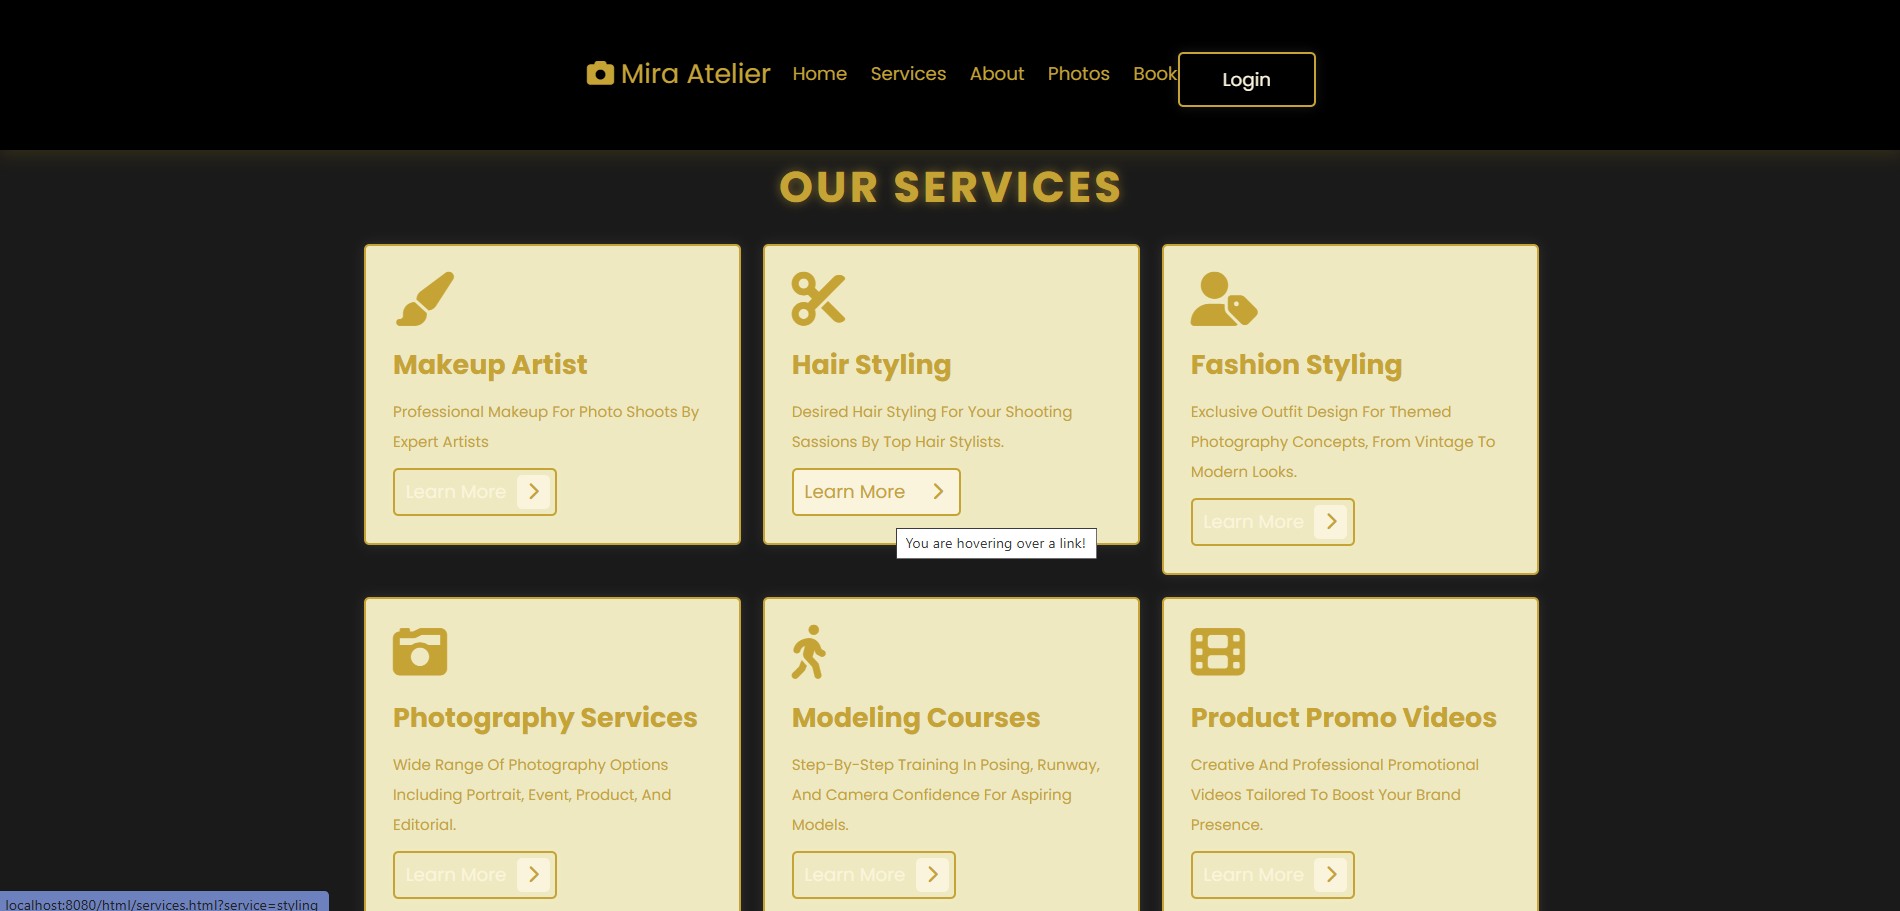 Mira Atelier Home Services About Photos Book Login
OUR SERVICES
Makeup Artist
Professional Makeup For Photo Shoots By
Expert Artists
Learn More
Hair Styling
Desired Hair Styling For Your Shooting
Sassions By Top Hair Stylists.
Learn More
You are hovering over a link!
Fashion Styling
Exclusive Outfit Design For Themed
Photography Concepts, From Vintage To
Modern Looks.
Learn More
Photography Services
Wide Range Of Photography Options
Including Portrait, Event, Product, And
Editorial.
Learn More
Modeling Courses
Step-By-Step Training In Posing, Runway,
And Camera Confidence For Aspiring
Models.
Learn More
Product Promo Videos
Creative And Professional Promotional
Videos Tailored To Boost Your Brand
Presence.
Learn More
localhost:8080/html/services.html?service=styling